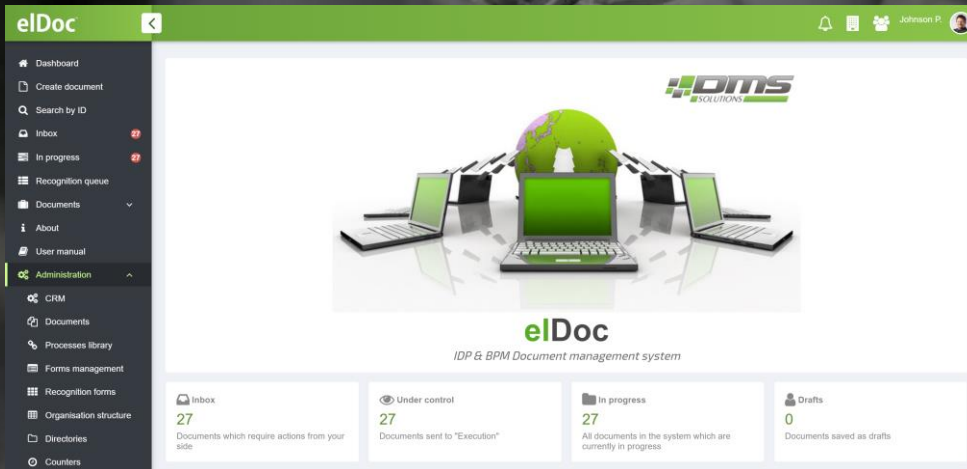 elDoc
Johnson P.
Dashboard
Create document
Search by ID
Inbox 27
In progress 27
Recognition queue
Documents
About
User manual
Administration
CRM
Documents
Processes library
Forms management
Recognition forms
Organisation structure
Directories
Counters
DMS
SOLUTIONS
elDoc
IDP & BPM Document management system
Inbox
27
Documents which require actions from your
side
Under control
27
Documents sent to "Execution"
In progress
27
All documents in the system which are
currently in progress
Drafts
0
Documents saved as drafts